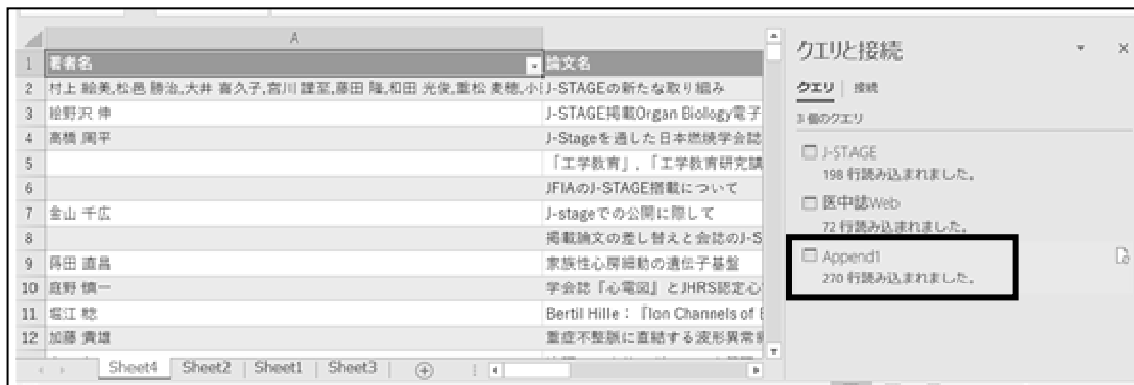 A
1 著者名 論文名
2 村上 絵美,松邑 勝治,大井 喜久子,宮川 謹至,藤田 隆,和田 光俊,重松 麦穂,小 J-STAGEの新たな取り組み
3 絵野沢 伸 J-STAGE掲載Organ Biollogy電子
4 高橋 周平 J-Stageを通した日本燃焼学会誌
5 「工学教育」,「工学教育研究講
6 JFIAのJ-STAGE搭載について
7 金山 千広 J-stageでの公開に際して
8 掲載論文の差し替えと会誌のJ-S
9 蒔田 直昌 家族性心房細動の遺伝子基盤
10 庭野 慎一 学会誌『心電図』とJHRS認定心
11 堀江 稔 Bertil Hille：『Ion Channels of E
12 加藤 貴雄 重症不整脈に直結する波形異常
Sheet4 Sheet2 Sheet1 Sheet3
クエリと接続
クエリ 接続
3 個のクエリ
J-STAGE
198 行読み込まれました。
医中誌Web
72 行読み込まれました。
Append1
270 行読み込まれました。